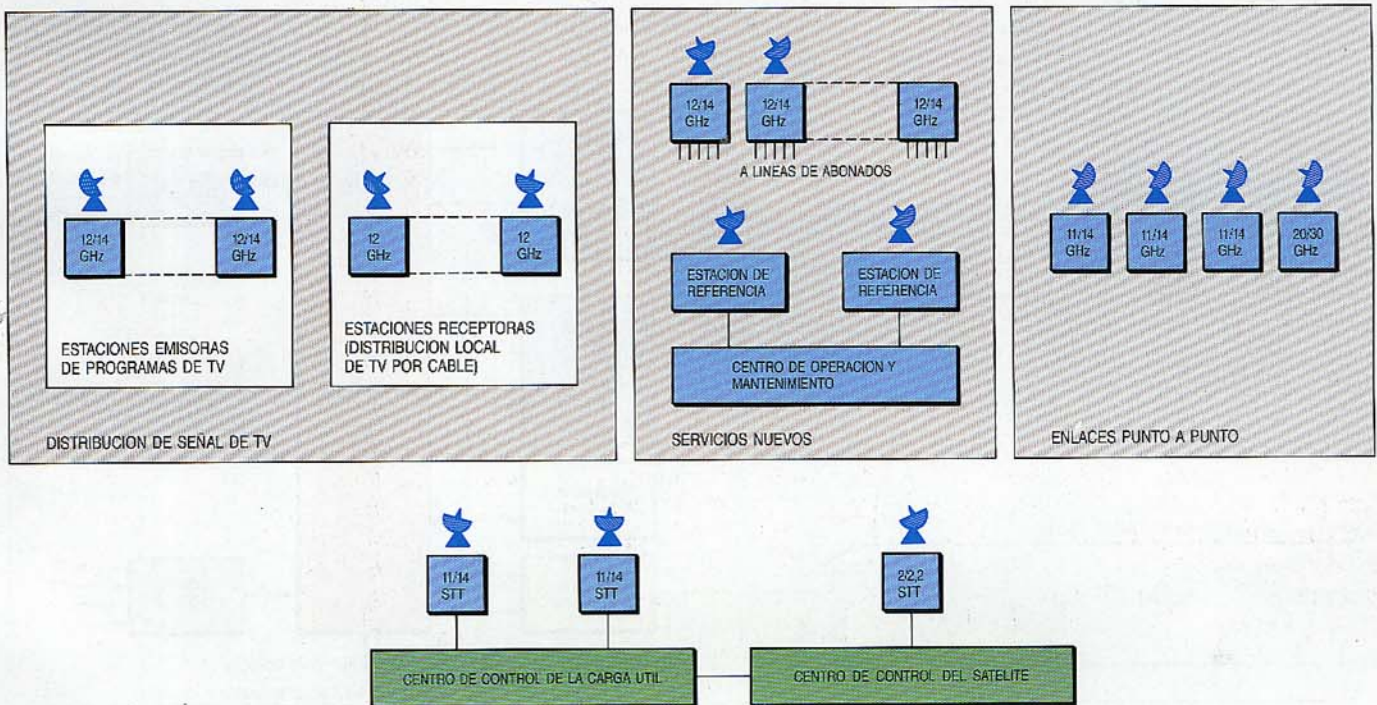 12/14
GHz
12/14
GHz
ESTACIONES EMISORAS
DE PROGRAMAS DE TV
12
GHz
12
GHz
ESTACIONES RECEPTORAS
(DISTRIBUCION LOCAL
DE TV POR CABLE)
DISTRIBUCION DE SEÑAL DE TV
12/14
GHz
12/14
GHz
12/14
GHz
A LINEAS DE ABONADOS
ESTACION DE
REFERENCIA
ESTACION DE
REFERENCIA
CENTRO DE OPERACION Y
MANTENIMIENTO
SERVICIOS NUEVOS
11/14
GHz
11/14
GHz
11/14
GHz
20/30
GHz
ENLACES PUNTO A PUNTO
11/14
STT
11/14
STT
2/2,2
STT
CENTRO DE CONTROL DE LA CARGA UTIL
CENTRO DE CONTROL DEL SATELITE